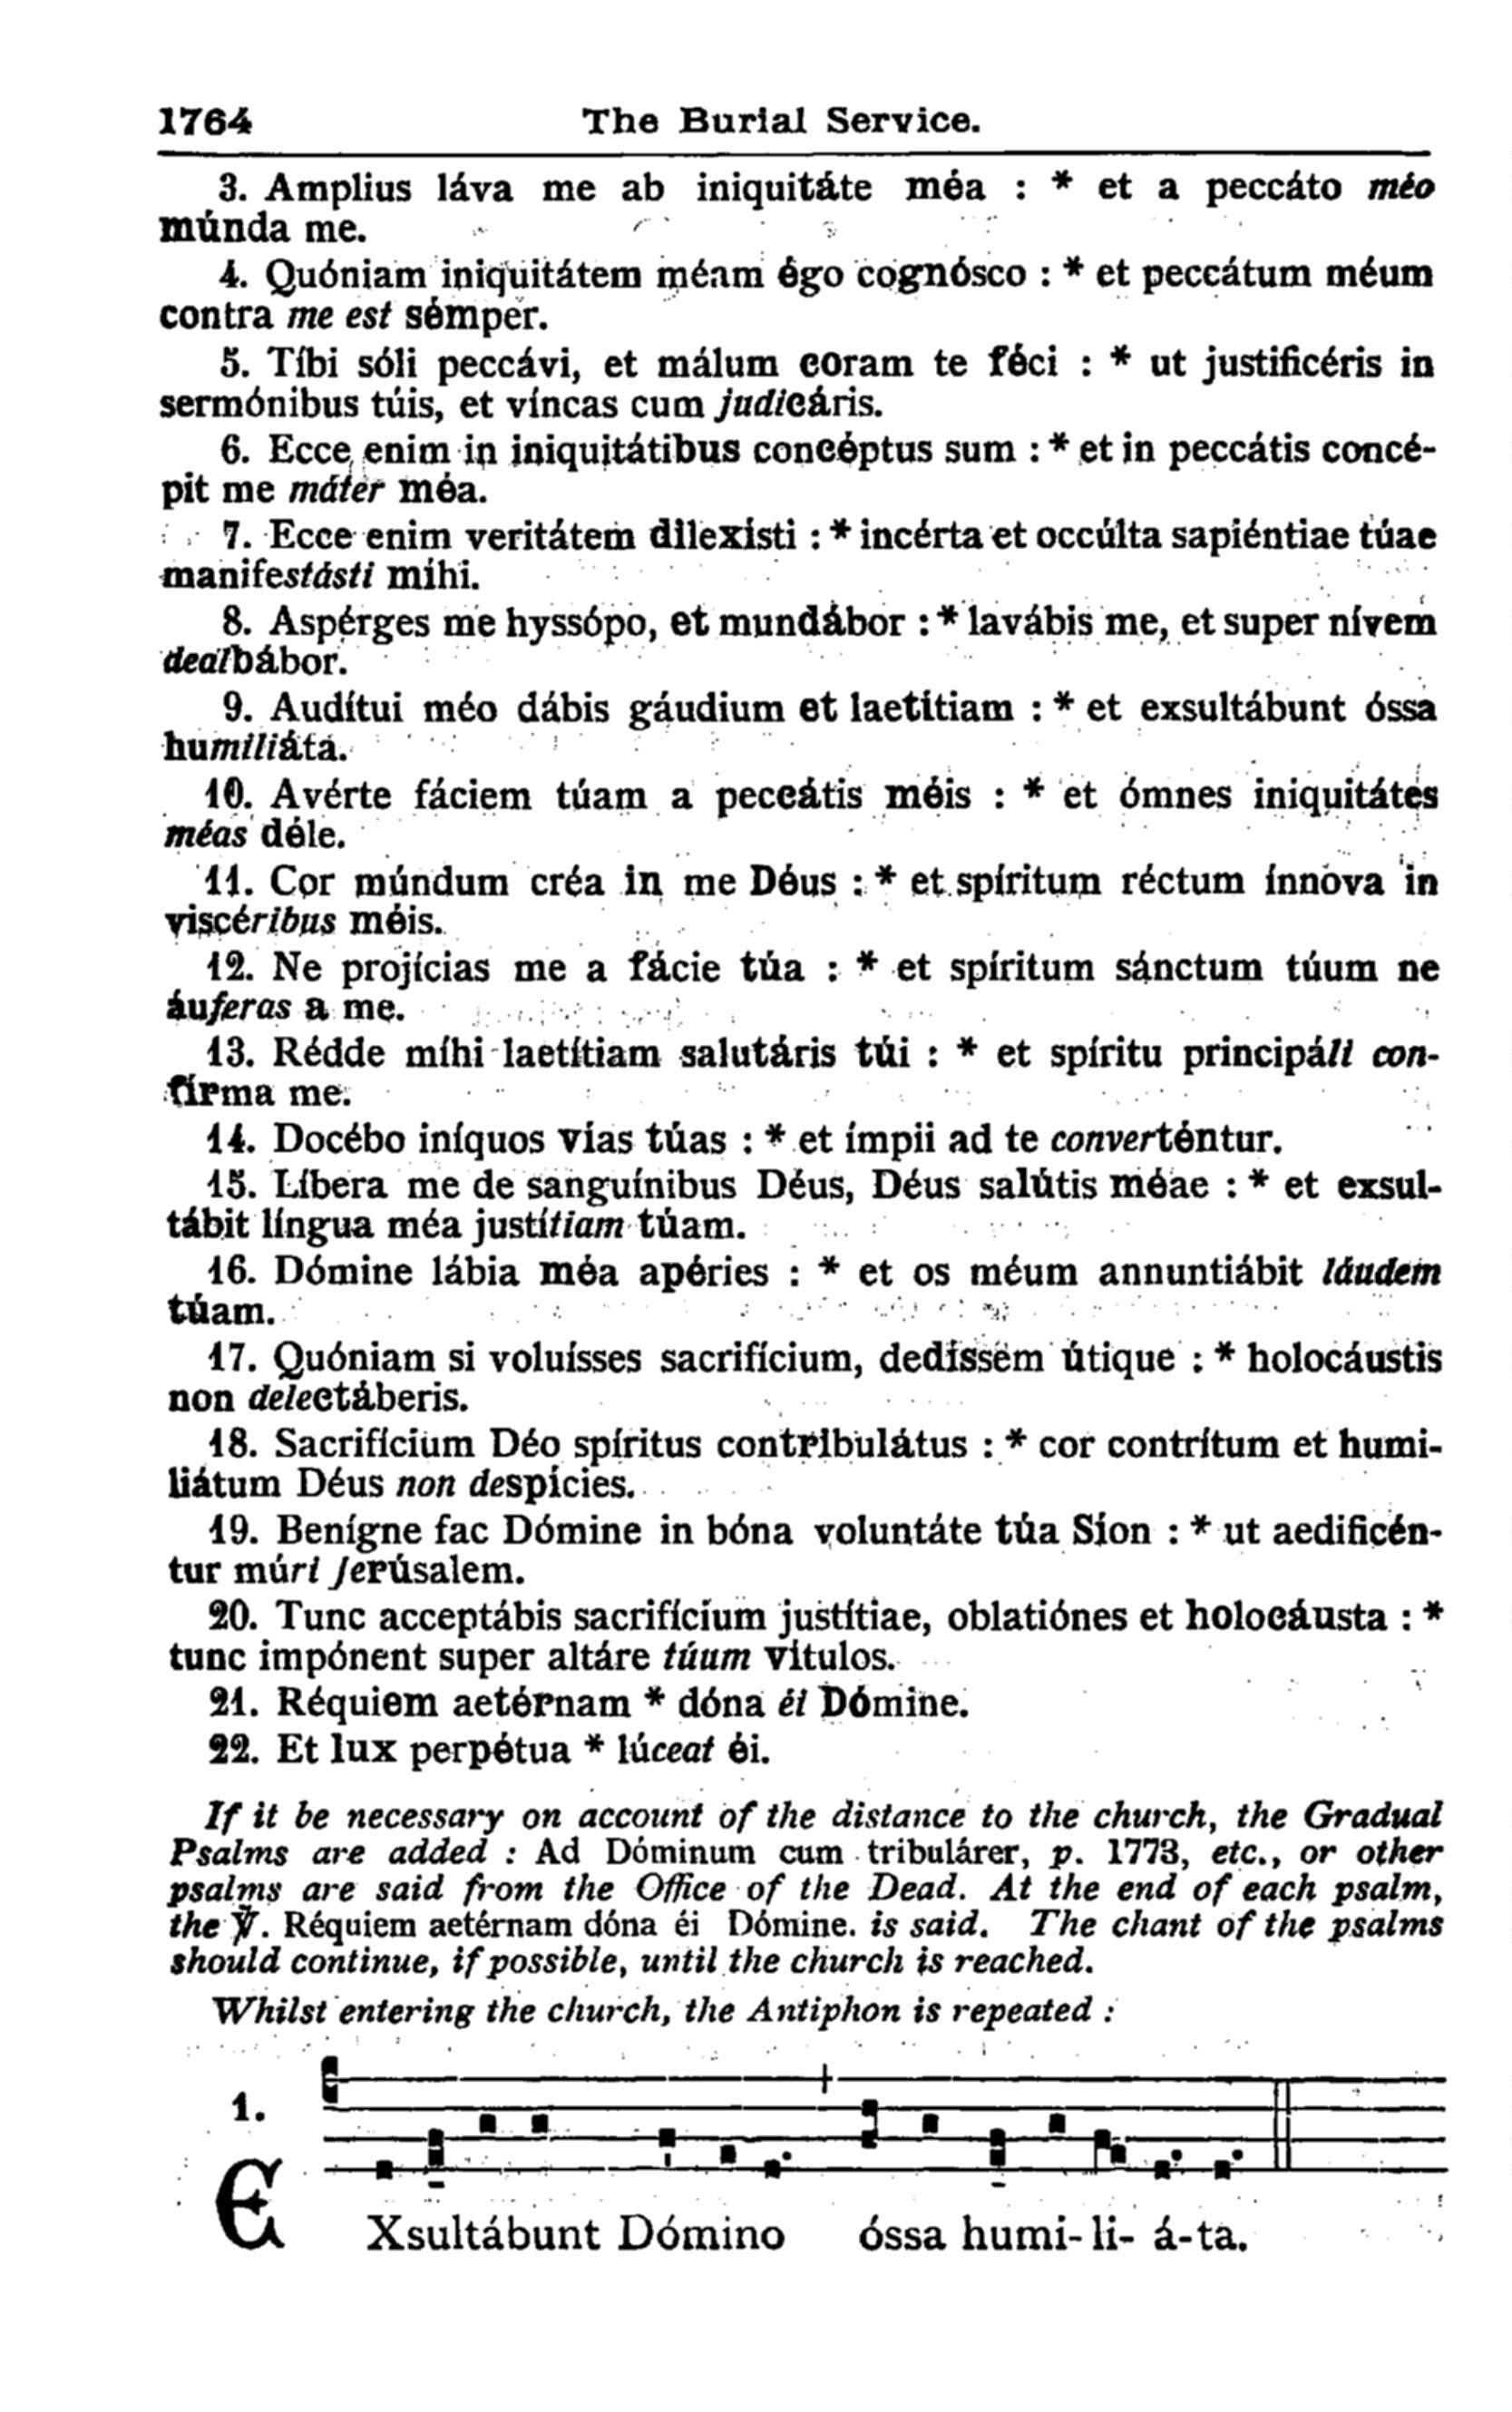 1764 The Burial Service.
3. Amplius láva me ab iniquitáte méa : * et a peccáto méo
múnda me.
4. Quóniam iniquitátem méam égo cognósco : * et peccátum méum
contra me est sémper.
5. Tíbi sóli peccávi, et málum coram te féci : * ut justificéris in
sermónibus túis, et víncas cum judicáris.
6. Ecce enim in iniquitátibus concéptus sum : * et in peccátis concé-
pit me máter méa.
7. Ecce enim veritátem dilexísti : * incérta et occúlta sapiéntiae túae
manifestásti míhi.
8. Aspérges me hyssópo, et mundábor : * lavábis me, et super nívem
dealbábor.
9. Audítui méo dábis gáudium et laetítiam : * et exsultábunt óssa
humiliáta.
10. Avérte fáciem túam a peccátis méis : * et ómnes iniquitátes
méas déle.
11. Cor múndum créa in me Déus : * et spíritum réctum ínnova in
viscéribus méis.
12. Ne projícias me a fácie túa : * et spíritum sánctum túum ne
áuferas a me.
13. Rédde míhi laetítiam salutáris túi : * et spíritu principáli con-
fírma me.
14. Docébo iníquos vías túas : * et ímpii ad te converténtur.
15. Líbera me de sanguínibus Déus, Déus salútis méae : * et exsul-
tábit língua méa justítiam túam.
16. Dómine lábia méa apéries : * et os méum annuntiábit láudem
túam.
17. Quóniam si voluísses sacrifícium, dedíssem útique : * holocáustis
non delectáberis.
18. Sacrifícium Déo spíritus contribulátus : * cor contrítum et humi-
liátum Déus non despícies.
19. Benígne fac Dómine in bóna voluntáte túa Síon : * ut aedificén-
tur múri Jerúsalem.
20. Tunc acceptábis sacrifícium justítiae, oblatiónes et holocáusta : *
tunc impónent super altáre túum vítulos.
21. Réquiem aetérnam * dóna éi Dómine.
22. Et lux perpétua * lúceat éi.
If it be necessary on account of the distance to the church, the Gradual
Psalms are added : Ad Dóminum cum tribulárer, p. 1773, etc., or other
psalms are said from the Office of the Dead. At the end of each psalm,
the ℣. Réquiem aetérnam dóna éi Dómine. is said. The chant of the psalms
should continue, if possible, until the church is reached.
Whilst entering the church, the Antiphon is repeated :
1.
EXsultábunt Dómino óssa humi- li- á-ta.